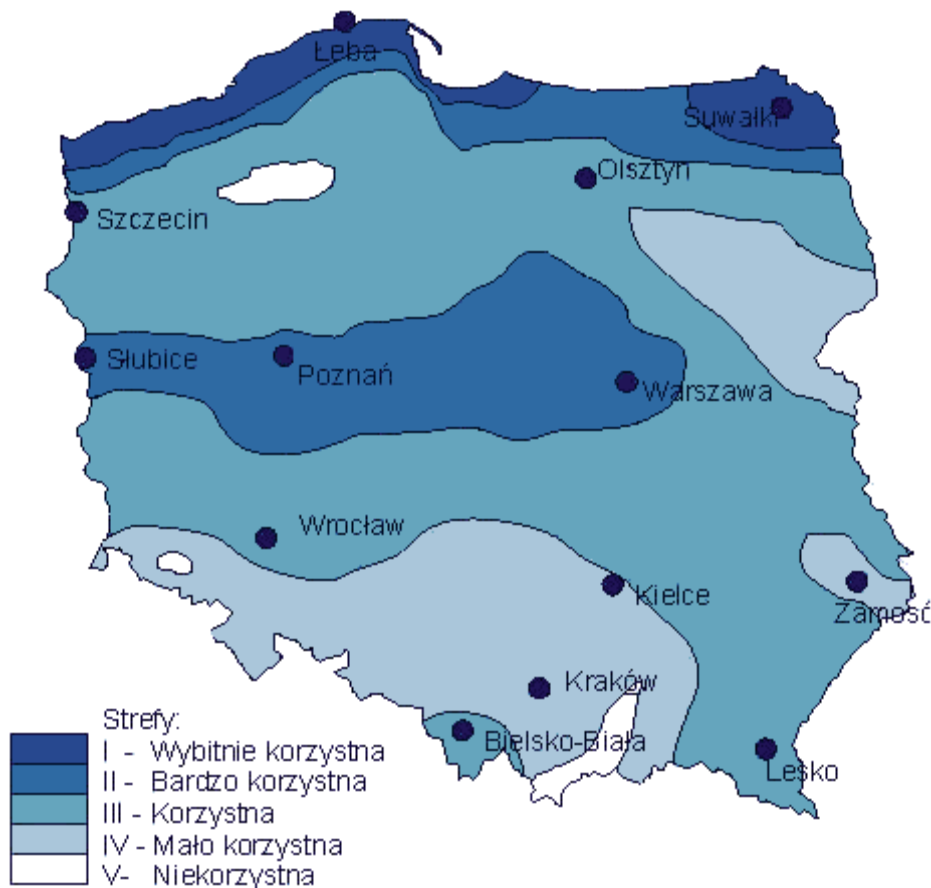 Łeba
Suwałki
Olsztyn
Szczecin
Słubice
Poznań
Warszawa
Wrocław
Kielce
Zamość
Kraków
Bielsko-Biała
Lesko
Strefy:
I - Wybitnie korzystna
II - Bardzo korzystna
III - Korzystna
IV - Mało korzystna
V- Niekorzystna